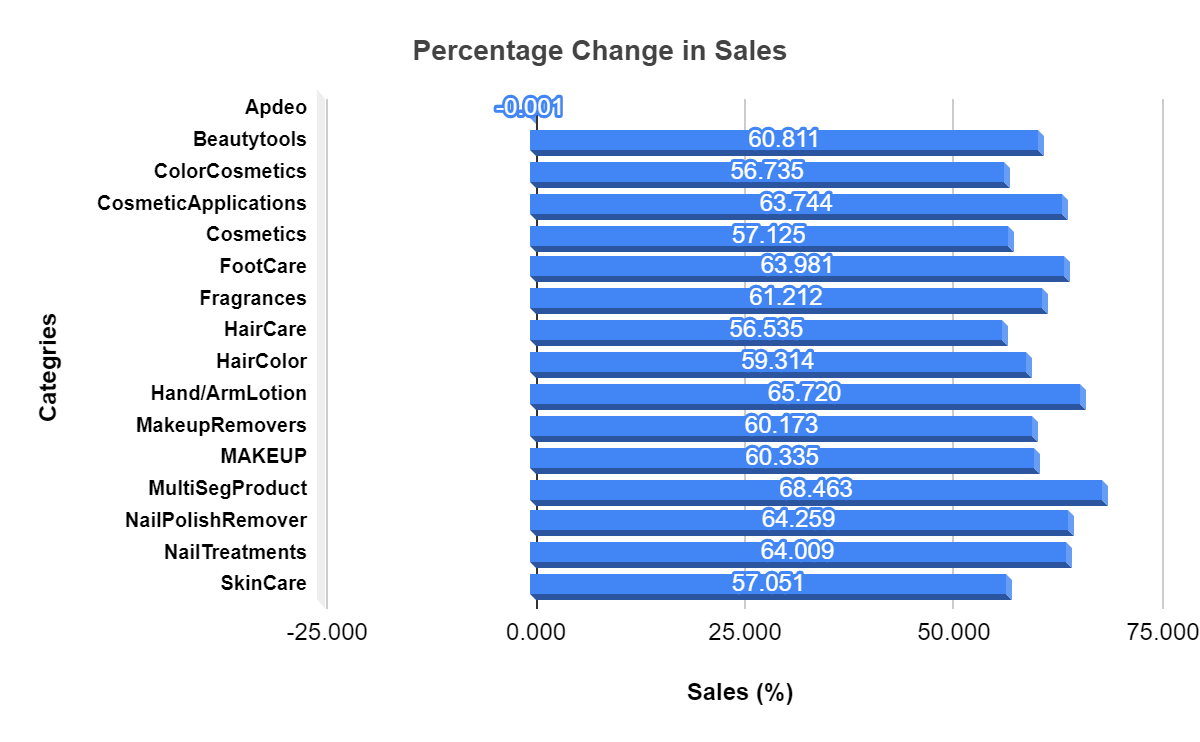 Percentage Change in Sales
Categries
Apdeo -0.001
Beautytools 60.811
ColorCosmetics 56.735
CosmeticApplications 63.744
Cosmetics 57.125
FootCare 63.981
Fragrances 61.212
HairCare 56.535
HairColor 59.314
Hand/ArmLotion 65.720
MakeupRemovers 60.173
MAKEUP 60.335
MultiSegProduct 68.463
NailPolishRemover 64.259
NailTreatments 64.009
SkinCare 57.051
-25.000 0.000 25.000 50.000 75.000
Sales (%)